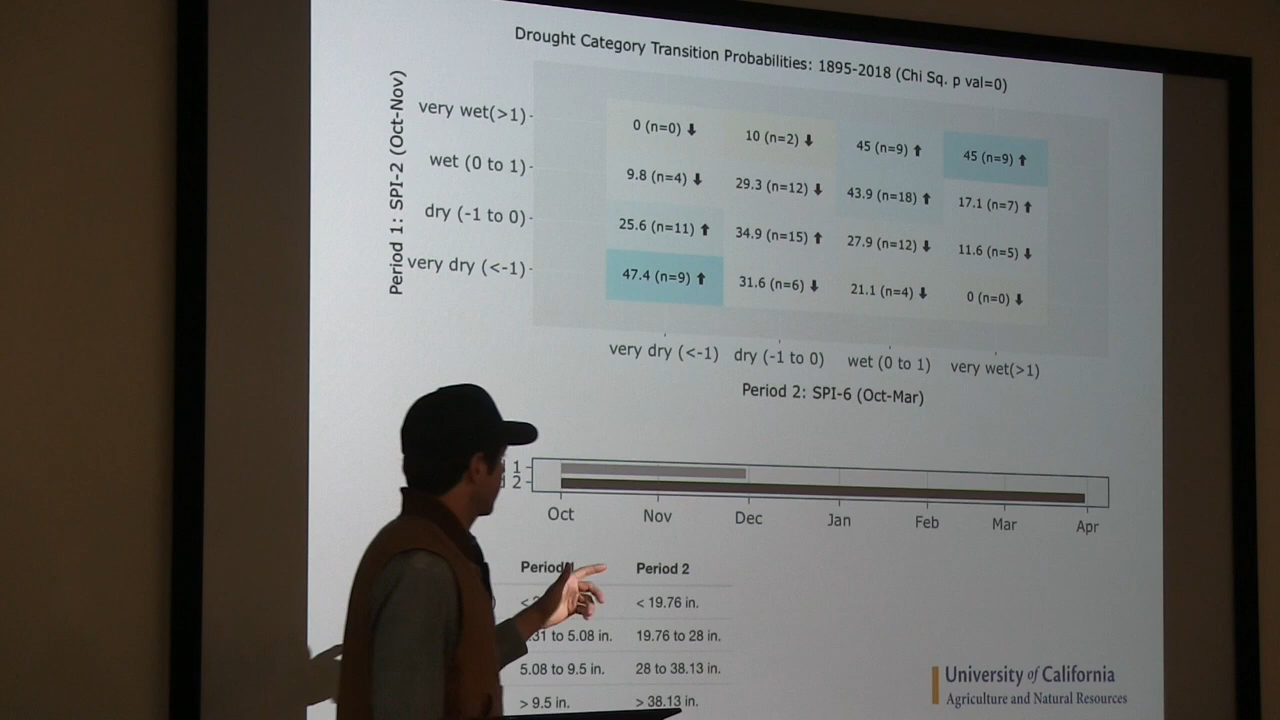 Drought Category Transition Probabilities: 1895-2018 (Chi Sq. p val=0)
Period 1: SPI-2 (Oct-Nov)
very wet(>1) 0 (n=0) ⬇ 10 (n=2) ⬇ 45 (n=9) ⬆ 45 (n=9) ⬆
wet (0 to 1) 9.8 (n=4) ⬇ 29.3 (n=12) ⬇ 43.9 (n=18) ⬆ 17.1 (n=7) ⬆
dry (-1 to 0) 25.6 (n=11) ⬆ 34.9 (n=15) ⬆ 27.9 (n=12) ⬇ 11.6 (n=5) ⬇
very dry (<-1) 47.4 (n=9) ⬆ 31.6 (n=6) ⬇ 21.1 (n=4) ⬇ 0 (n=0) ⬇
very dry (<-1) dry (-1 to 0) wet (0 to 1) very wet(>1)
Period 2: SPI-6 (Oct-Mar)
1
2
Oct Nov Dec Jan Feb Mar Apr
Period Period 2
< < 19.76 in.
.31 to 5.08 in. 19.76 to 28 in.
5.08 to 9.5 in. 28 to 38.13 in.
> 9.5 in. > 38.13 in.
University of California
Agriculture and Natural Resources